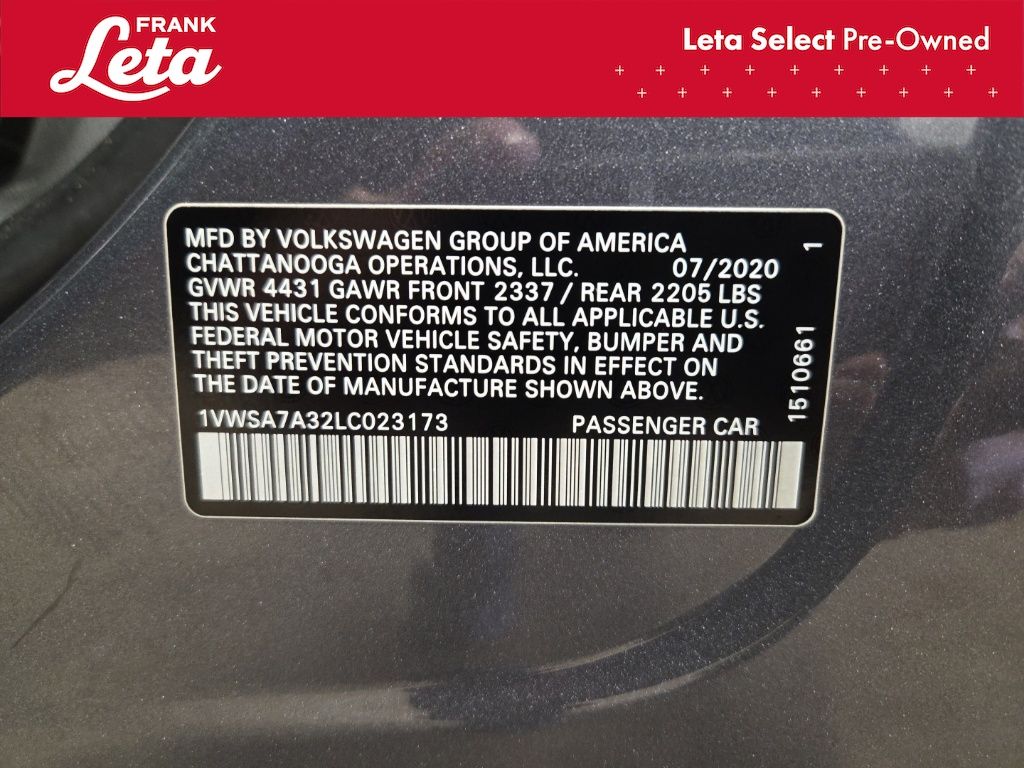 FRANK
Leta
Leta Select Pre-Owned
MFD BY VOLKSWAGEN GROUP OF AMERICA
CHATTANOOGA OPERATIONS, LLC. 07/2020
GVWR 4431 GAWR FRONT 2337 / REAR 2205 LBS
THIS VEHICLE CONFORMS TO ALL APPLICABLE U.S.
FEDERAL MOTOR VEHICLE SAFETY, BUMPER AND
THEFT PREVENTION STANDARDS IN EFFECT ON
THE DATE OF MANUFACTURE SHOWN ABOVE.
1VWSA7A32LC023173 PASSENGER CAR
1510661 1